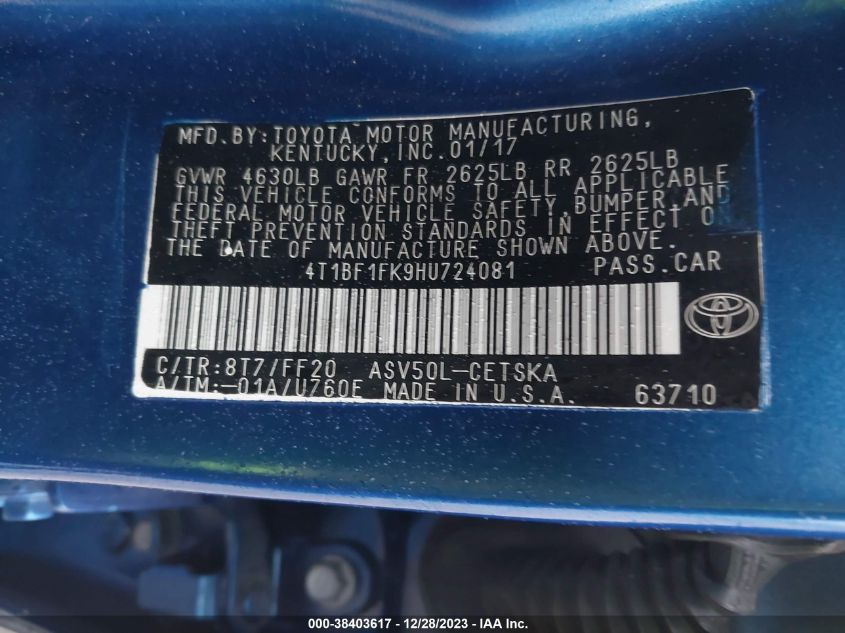 MFD.BY:TOYOTA MOTOR MANUFACTURING,
KENTUCKY,INC.01/17
GVWR 4630LB GAWR FR 2625LB RR 2625LB
THIS VEHICLE CONFORMS TO ALL APPLICABLE
FEDERAL MOTOR VEHICLE SAFETY,BUMPER,AND
THEFT PREVENTION STANDARDS IN EFFECT O
THE DATE OF MANUFACTURE SHOWN ABOVE.
4T1BF1FK9HU724081 PASS.CAR
C/TR:8T7/FF20 ASV50L-CETSKA
A/TM:-01A/U760E MADE IN U.S.A. 63710
000-38403617 - 12/28/2023 - IAA Inc.